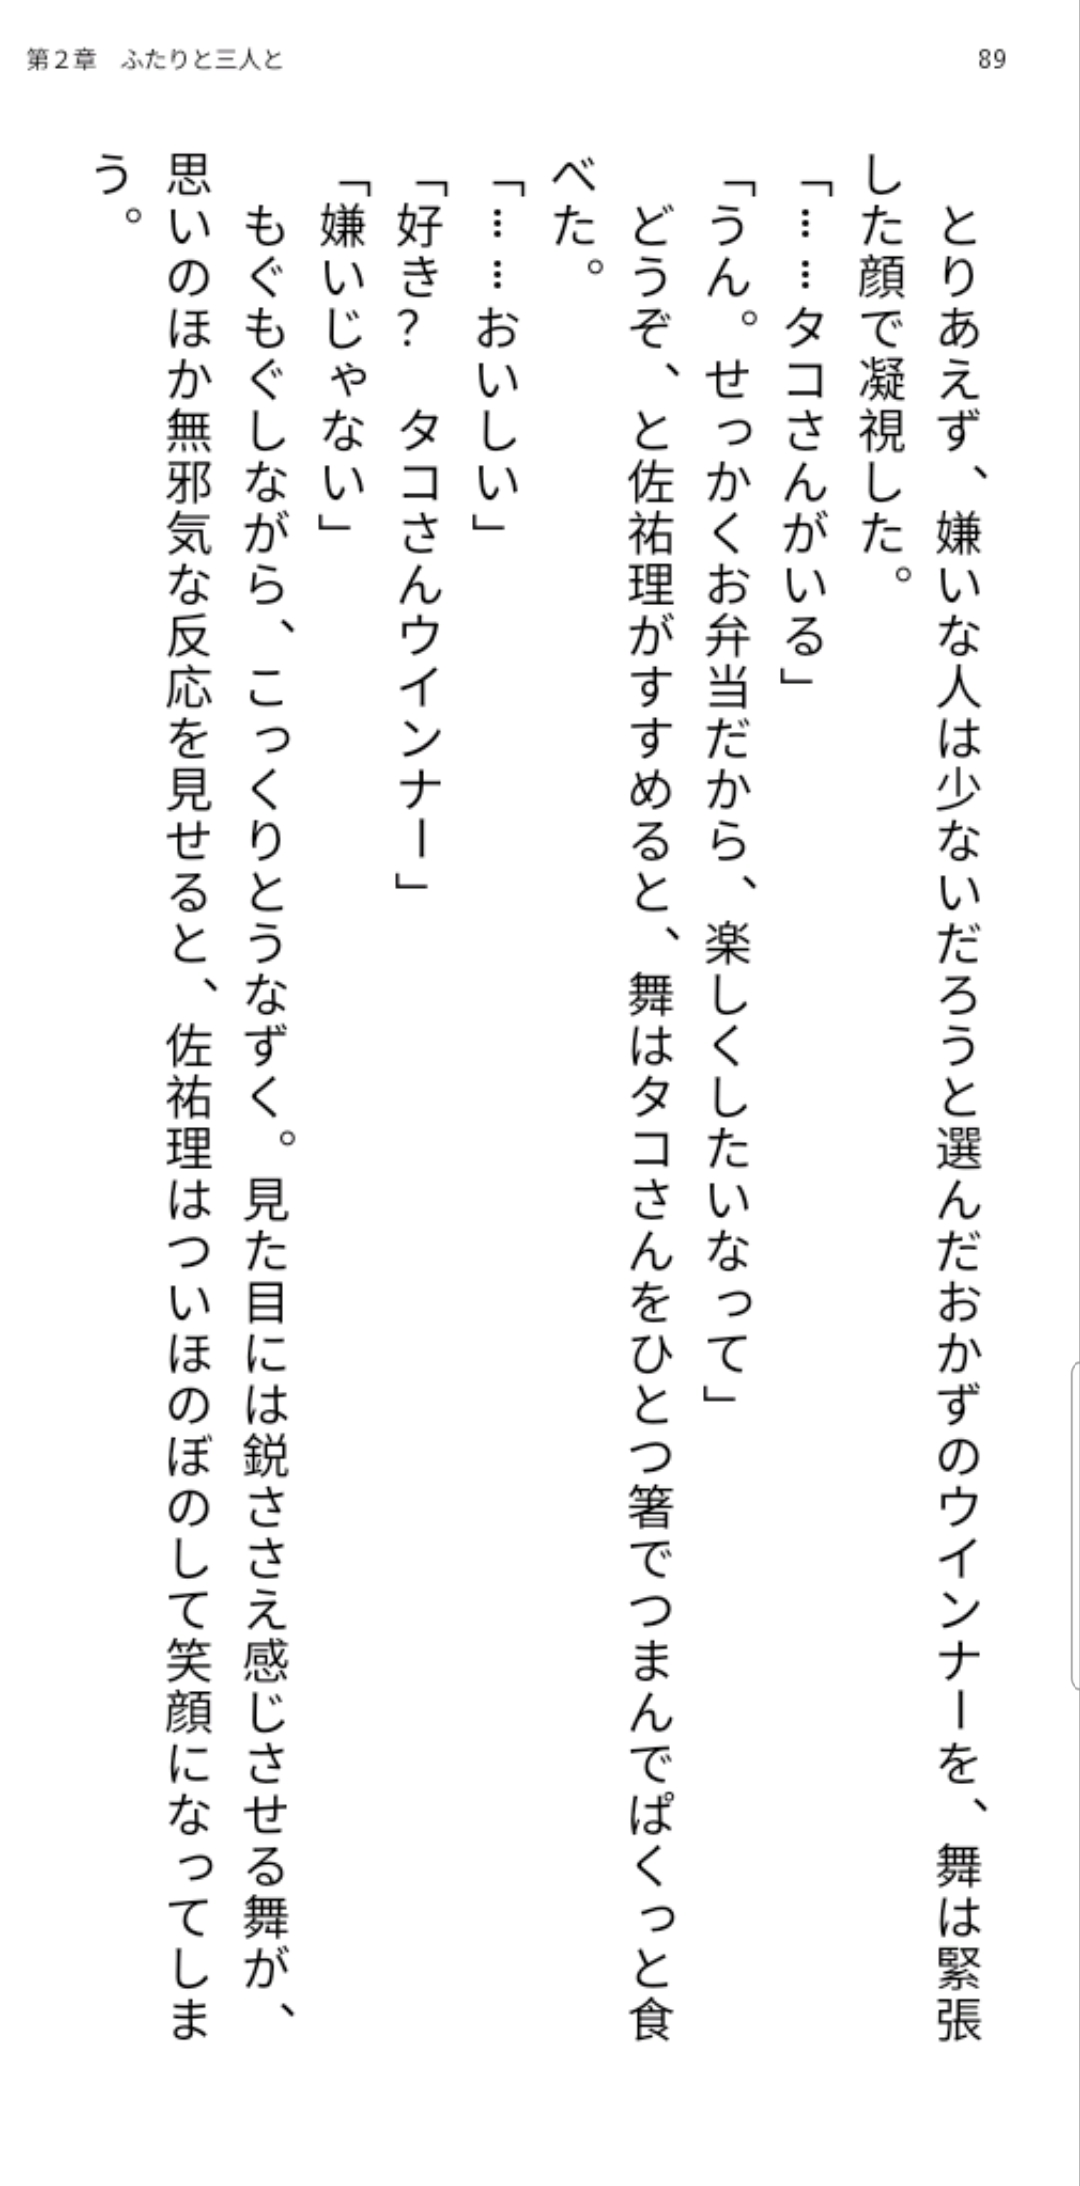 第2章　ふたりと三人と
89
　とりあえず、嫌いな人は少ないだろうと選んだおかずのウインナーを、舞は緊張
した顔で凝視した。
「……タコさんがいる」
「うん。せっかくお弁当だから、楽しくしたいなって」
　どうぞ、と佐祐理がすすめると、舞はタコさんをひとつ箸でつまんでぱくっと食
べた。
「……おいしい」
「好き？　タコさんウインナー」
「嫌いじゃない」
　もぐもぐしながら、こっくりとうなずく。見た目には鋭ささえ感じさせる舞が、
思いのほか無邪気な反応を見せると、佐祐理はついほのぼのして笑顔になってしま
う。